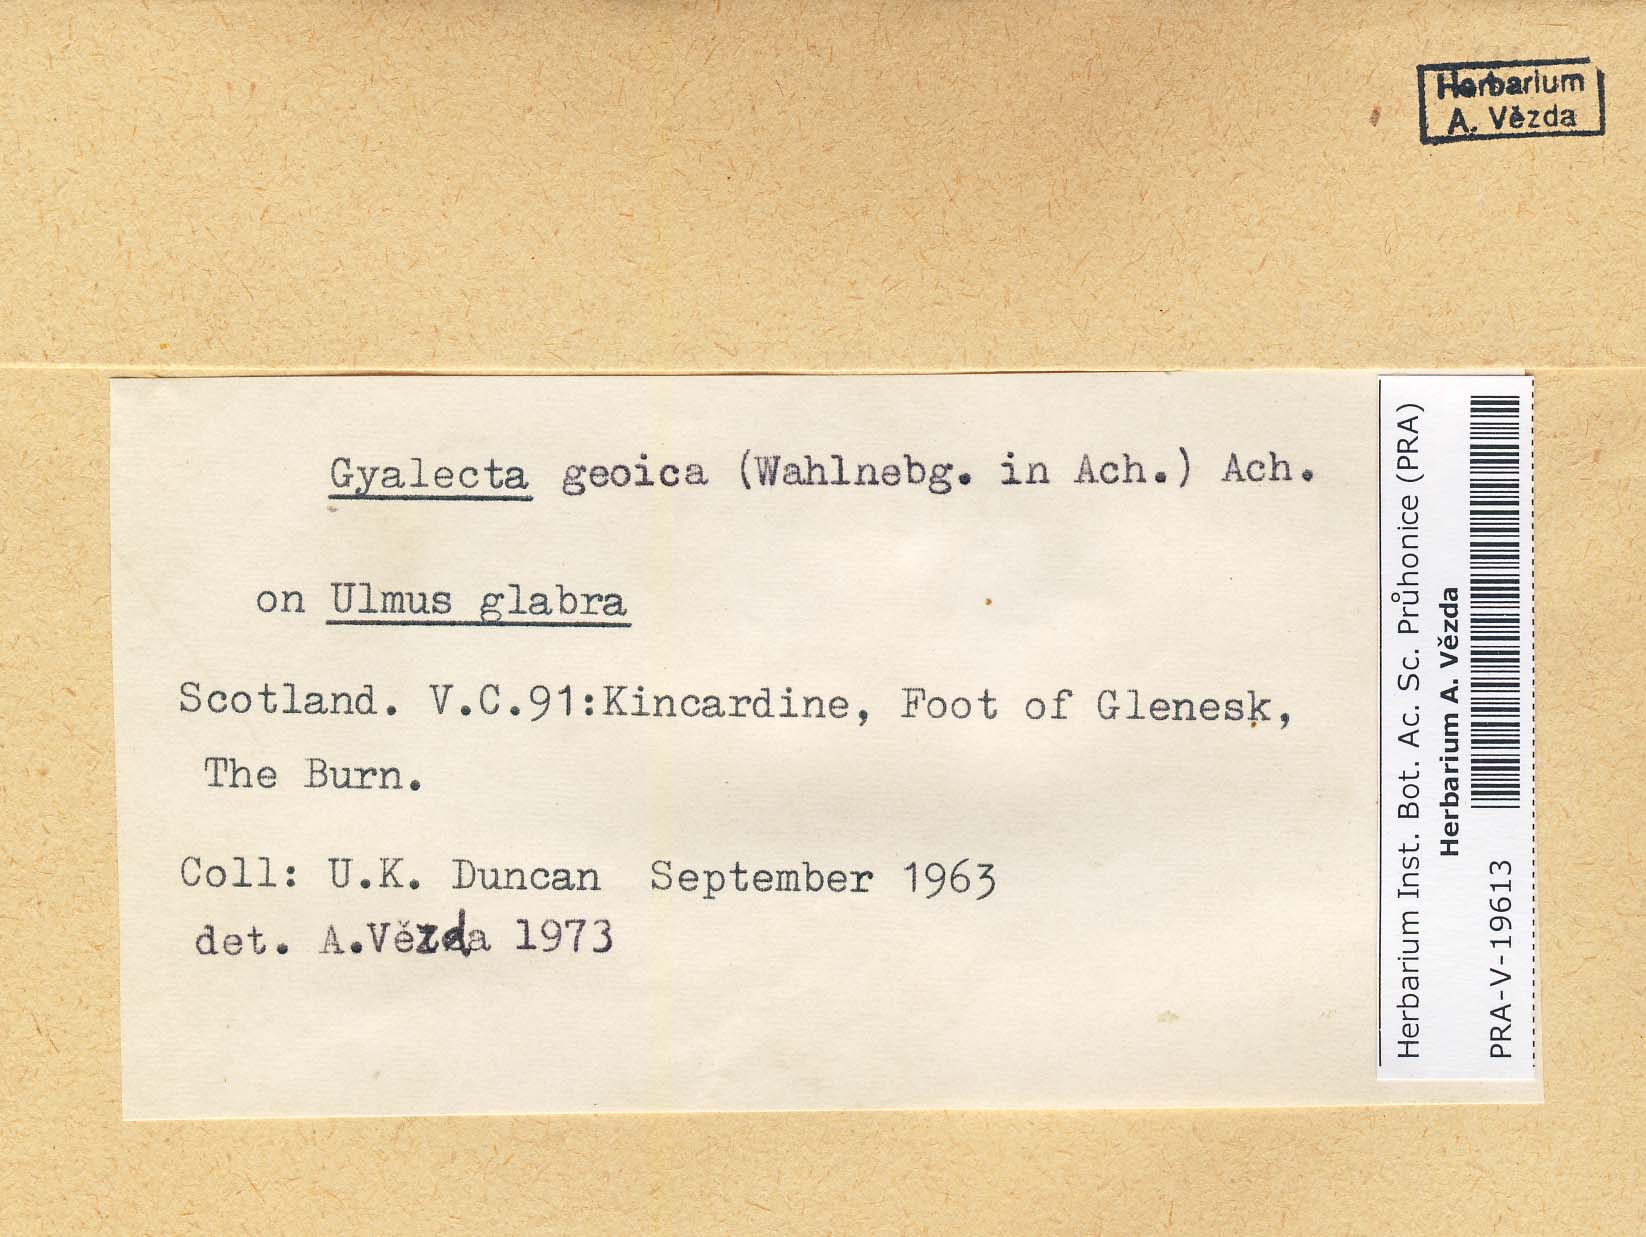 Herbarium
A. Vězda
Gyalecta geoica (Wahlnebg. in Ach.) Ach.
on Ulmus glabra
Scotland. V.C.91:Kincardine, Foot of Glenesk,
The Burn.
Coll: U.K. Duncan September 1963
det. A.Vězda 1973
Herbarium Inst. Bot. Ac. Sc. Průhonice (PRA)
Herbarium A. Vězda
PRA-V-19613